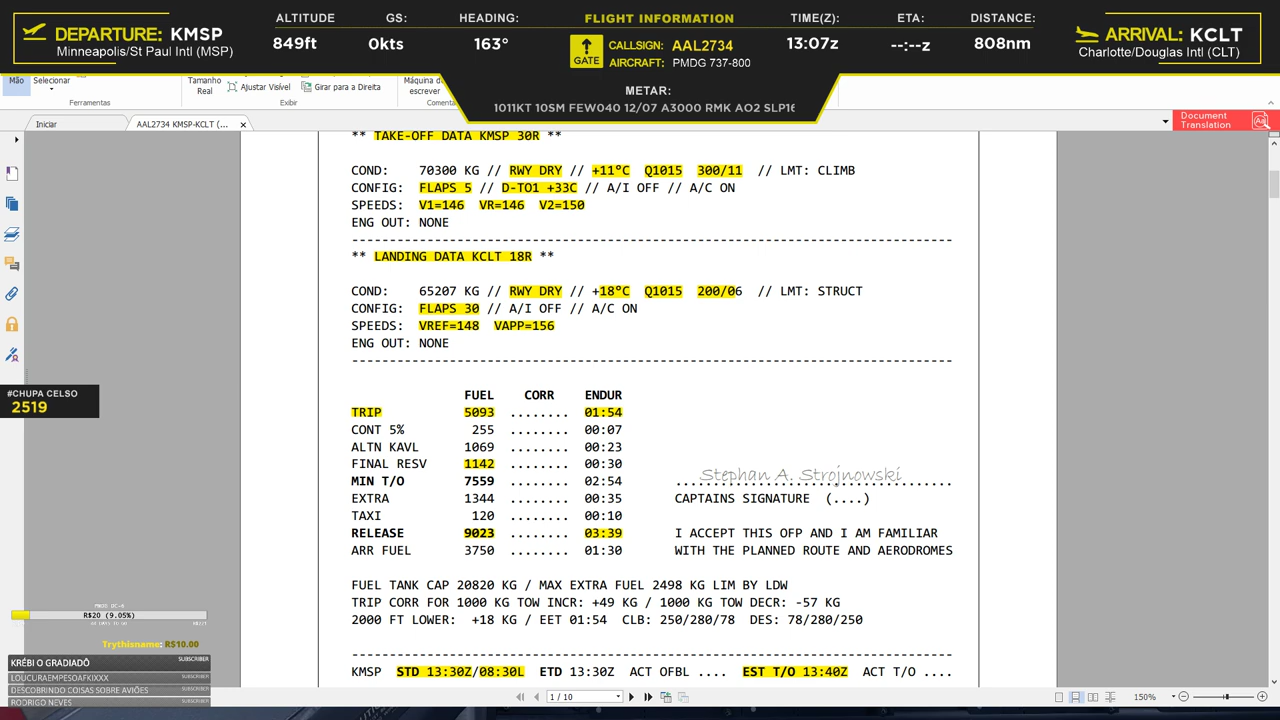 DEPARTURE: KMSP
Minneapolis/St Paul Intl (MSP)
ALTITUDE
849ft
GS:
0kts
HEADING:
163°
FLIGHT INFORMATION
GATE
CALLSIGN: AAL2734
AIRCRAFT: PMDG 737-800
TIME(Z):
13:07z
ETA:
--:--z
DISTANCE:
808nm
ARRIVAL: KCLT
Charlotte/Douglas Intl (CLT)
METAR:
1011KT 10SM FEW040 12/07 A3000 RMK AO2 SLP16
Mão
Selecionar
Ferramentas
Tamanho Real
Ajustar Visível
Girar para a Direita
Exibir
Máquina de escrever
Comenta
Iniciar
AAL2734 KMSP-KCLT (...
Document Translation
** TAKE-OFF DATA KMSP 30R **
COND: 70300 KG // RWY DRY // +11°C Q1015 300/11 // LMT: CLIMB
CONFIG: FLAPS 5 // D-TO1 +33C // A/I OFF // A/C ON
SPEEDS: V1=146 VR=146 V2=150
ENG OUT: NONE
--------------------------------------------------------------------------------
** LANDING DATA KCLT 18R **
COND: 65207 KG // RWY DRY // +18°C Q1015 200/06 // LMT: STRUCT
CONFIG: FLAPS 30 // A/I OFF // A/C ON
SPEEDS: VREF=148 VAPP=156
ENG OUT: NONE
--------------------------------------------------------------------------------
FUEL CORR ENDUR
TRIP 5093 ........ 01:54
CONT 5% 255 ........ 00:07
ALTN KAVL 1069 ........ 00:23
FINAL RESV 1142 ........ 00:30
Stephan A. Strojnowski
MIN T/O 7559 ........ 02:54 .....................................
EXTRA 1344 ........ 00:35 CAPTAINS SIGNATURE (....)
TAXI 120 ........ 00:10
RELEASE 9023 ........ 03:39 I ACCEPT THIS OFP AND I AM FAMILIAR
ARR FUEL 3750 ........ 01:30 WITH THE PLANNED ROUTE AND AERODROMES
FUEL TANK CAP 20820 KG / MAX EXTRA FUEL 2498 KG LIM BY LDW
TRIP CORR FOR 1000 KG TOW INCR: +49 KG / 1000 KG TOW DECR: -57 KG
2000 FT LOWER: +18 KG / EET 01:54 CLB: 250/280/78 DES: 78/280/250
--------------------------------------------------------------------------------
KMSP STD 13:30Z/08:30L ETD 13:30Z ACT OFBL .... EST T/O 13:40Z ACT T/O ....
#CHUPA CELSO
2519
R$20 (9.05%)
Trythisname: R$10.00
KRÉBI O GRADIADÔ SUBSCRIBER
LOUCURAEMPESOAFKIXXX SUBSCRIBER
DESCOBRINDO COISAS SOBRE AVIÕES SUBSCRIBER
RODRIGO NEVES SUBSCRIBER
1 / 10
150%